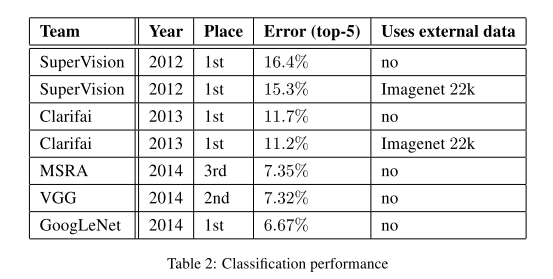 Team Year Place Error (top-5) Uses external data
SuperVision 2012 1st 16.4% no
SuperVision 2012 1st 15.3% Imagenet 22k
Clarifai 2013 1st 11.7% no
Clarifai 2013 1st 11.2% Imagenet 22k
MSRA 2014 3rd 7.35% no
VGG 2014 2nd 7.32% no
GoogLeNet 2014 1st 6.67% no
Table 2: Classification performance